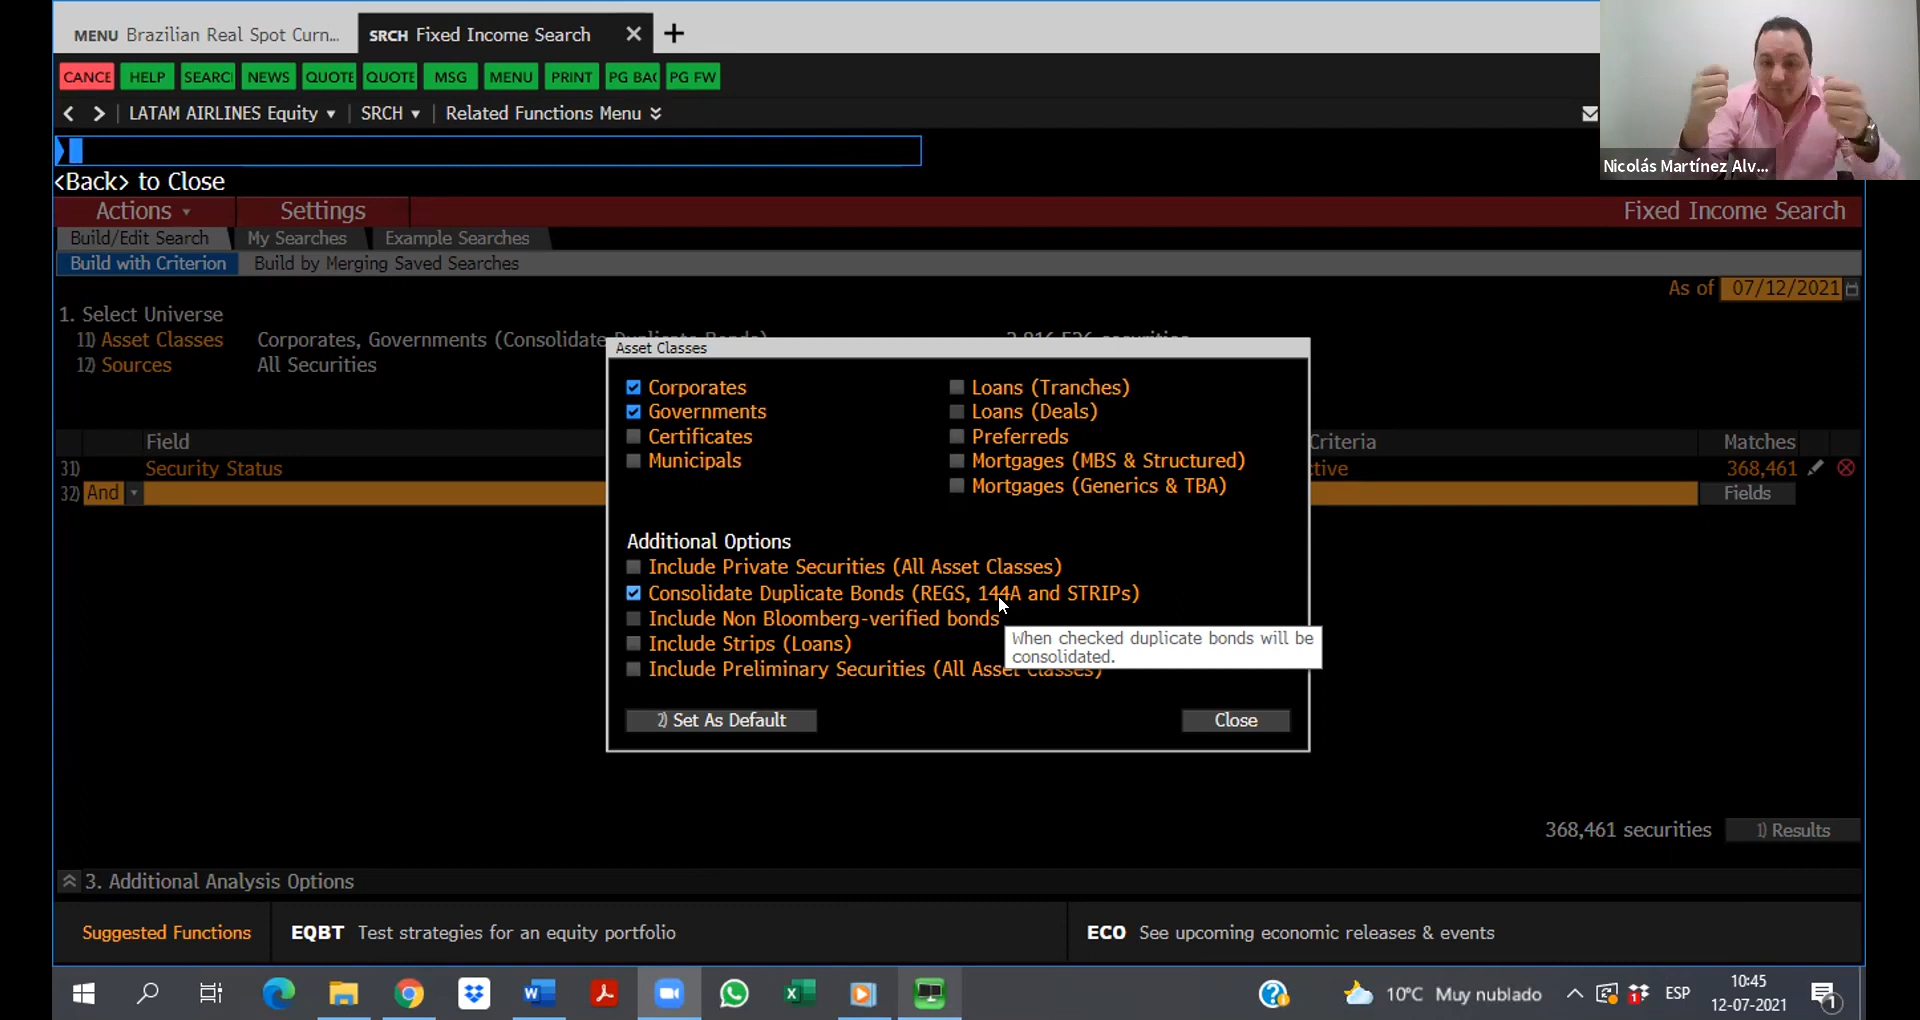 MENU Brazilian Real Spot Curn...
SRCH Fixed Income Search
CANCE HELP SEARC NEWS QUOTE QUOTE MSG MENU PRINT PG BAC PG FW
LATAM AIRLINES Equity SRCH Related Functions Menu
Nicolás Martínez Alv...
<Back> to Close
Actions Settings Fixed Income Search
Build/Edit Search My Searches Example Searches
Build with Criterion Build by Merging Saved Searches
As of 07/12/2021
1. Select Universe
11) Asset Classes Corporates, Governments (Consolidate
12) Sources All Securities
Asset Classes
Corporates Loans (Tranches)
Governments Loans (Deals)
Certificates Preferreds
Municipals Mortgages (MBS & Structured)
Mortgages (Generics & TBA)
Field Criteria Matches
31) Security Status ctive 368,461
32) And Fields
Additional Options
Include Private Securities (All Asset Classes)
Consolidate Duplicate Bonds (REGS, 144A and STRIPs)
Include Non Bloomberg-verified bonds
When checked duplicate bonds will be
consolidated.
Include Strips (Loans)
Include Preliminary Securities (All Asset Classes)
2) Set As Default Close
368,461 securities 1) Results
3. Additional Analysis Options
Suggested Functions EQBT Test strategies for an equity portfolio ECO See upcoming economic releases & events
10°C Muy nublado 1 ESP 10:45
12-07-2021 1